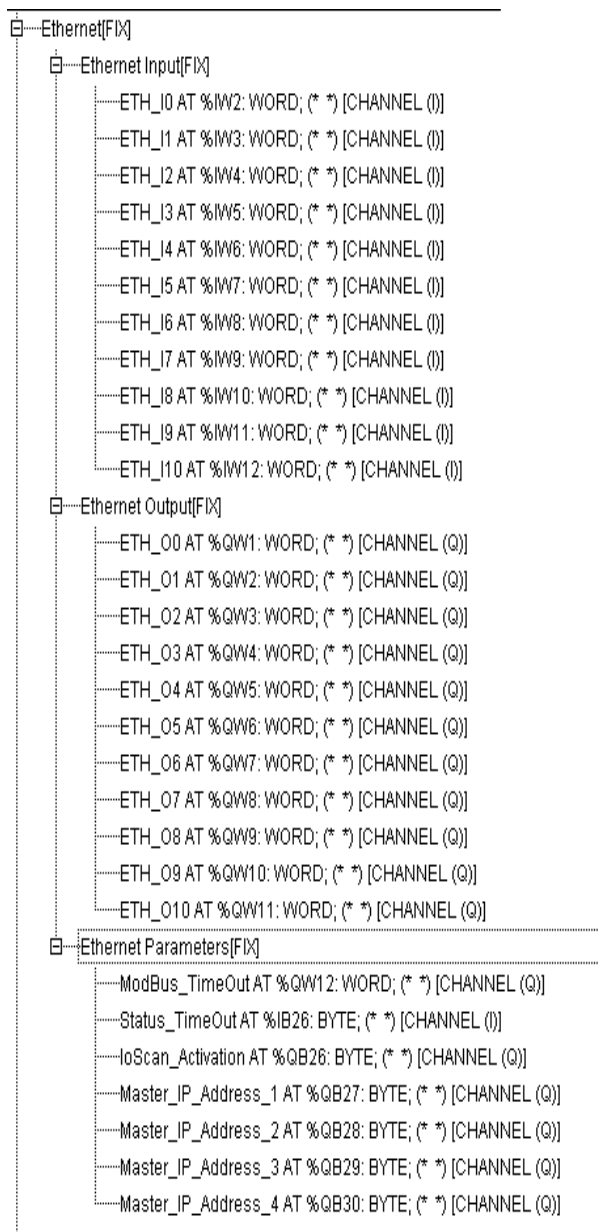 Ethernet[FIX]
Ethernet Input[FIX]
ETH_I0 AT %IW2: WORD; (* *) [CHANNEL (I)]
ETH_I1 AT %IW3: WORD; (* *) [CHANNEL (I)]
ETH_I2 AT %IW4: WORD; (* *) [CHANNEL (I)]
ETH_I3 AT %IW5: WORD; (* *) [CHANNEL (I)]
ETH_I4 AT %IW6: WORD; (* *) [CHANNEL (I)]
ETH_I5 AT %IW7: WORD; (* *) [CHANNEL (I)]
ETH_I6 AT %IW8: WORD; (* *) [CHANNEL (I)]
ETH_I7 AT %IW9: WORD; (* *) [CHANNEL (I)]
ETH_I8 AT %IW10: WORD; (* *) [CHANNEL (I)]
ETH_I9 AT %IW11: WORD; (* *) [CHANNEL (I)]
ETH_I10 AT %IW12: WORD; (* *) [CHANNEL (I)]
Ethernet Output[FIX]
ETH_O0 AT %QW1: WORD; (* *) [CHANNEL (Q)]
ETH_O1 AT %QW2: WORD; (* *) [CHANNEL (Q)]
ETH_O2 AT %QW3: WORD; (* *) [CHANNEL (Q)]
ETH_O3 AT %QW4: WORD; (* *) [CHANNEL (Q)]
ETH_O4 AT %QW5: WORD; (* *) [CHANNEL (Q)]
ETH_O5 AT %QW6: WORD; (* *) [CHANNEL (Q)]
ETH_O6 AT %QW7: WORD; (* *) [CHANNEL (Q)]
ETH_O7 AT %QW8: WORD; (* *) [CHANNEL (Q)]
ETH_O8 AT %QW9: WORD; (* *) [CHANNEL (Q)]
ETH_O9 AT %QW10: WORD; (* *) [CHANNEL (Q)]
ETH_O10 AT %QW11: WORD; (* *) [CHANNEL (Q)]
Ethernet Parameters[FIX]
ModBus_TimeOut AT %QW12: WORD; (* *) [CHANNEL (Q)]
Status_TimeOut AT %IB26: BYTE; (* *) [CHANNEL (I)]
IoScan_Activation AT %QB26: BYTE; (* *) [CHANNEL (Q)]
Master_IP_Address_1 AT %QB27: BYTE; (* *) [CHANNEL (Q)]
Master_IP_Address_2 AT %QB28: BYTE; (* *) [CHANNEL (Q)]
Master_IP_Address_3 AT %QB29: BYTE; (* *) [CHANNEL (Q)]
Master_IP_Address_4 AT %QB30: BYTE; (* *) [CHANNEL (Q)]